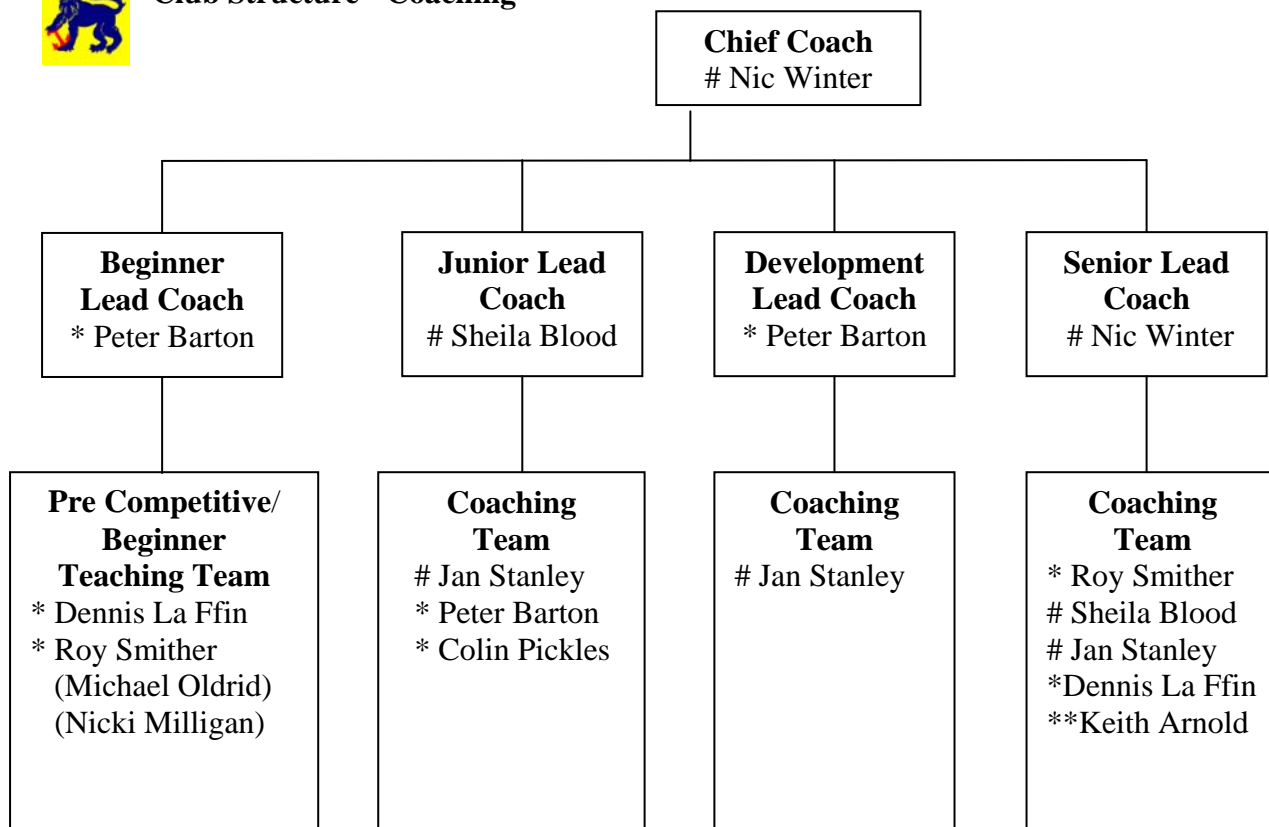 Club Structure - Coaching
Chief Coach
# Nic Winter
Beginner
Lead Coach
* Peter Barton
Junior Lead
Coach
# Sheila Blood
Development
Lead Coach
* Peter Barton
Senior Lead
Coach
# Nic Winter
Pre Competitive/
Beginner
Teaching Team
* Dennis La Ffin
* Roy Smither
(Michael Oldrid)
(Nicki Milligan)
Coaching
Team
# Jan Stanley
* Peter Barton
* Colin Pickles
Coaching
Team
# Jan Stanley
Coaching
Team
* Roy Smither
# Sheila Blood
# Jan Stanley
*Dennis La Ffin
**Keith Arnold